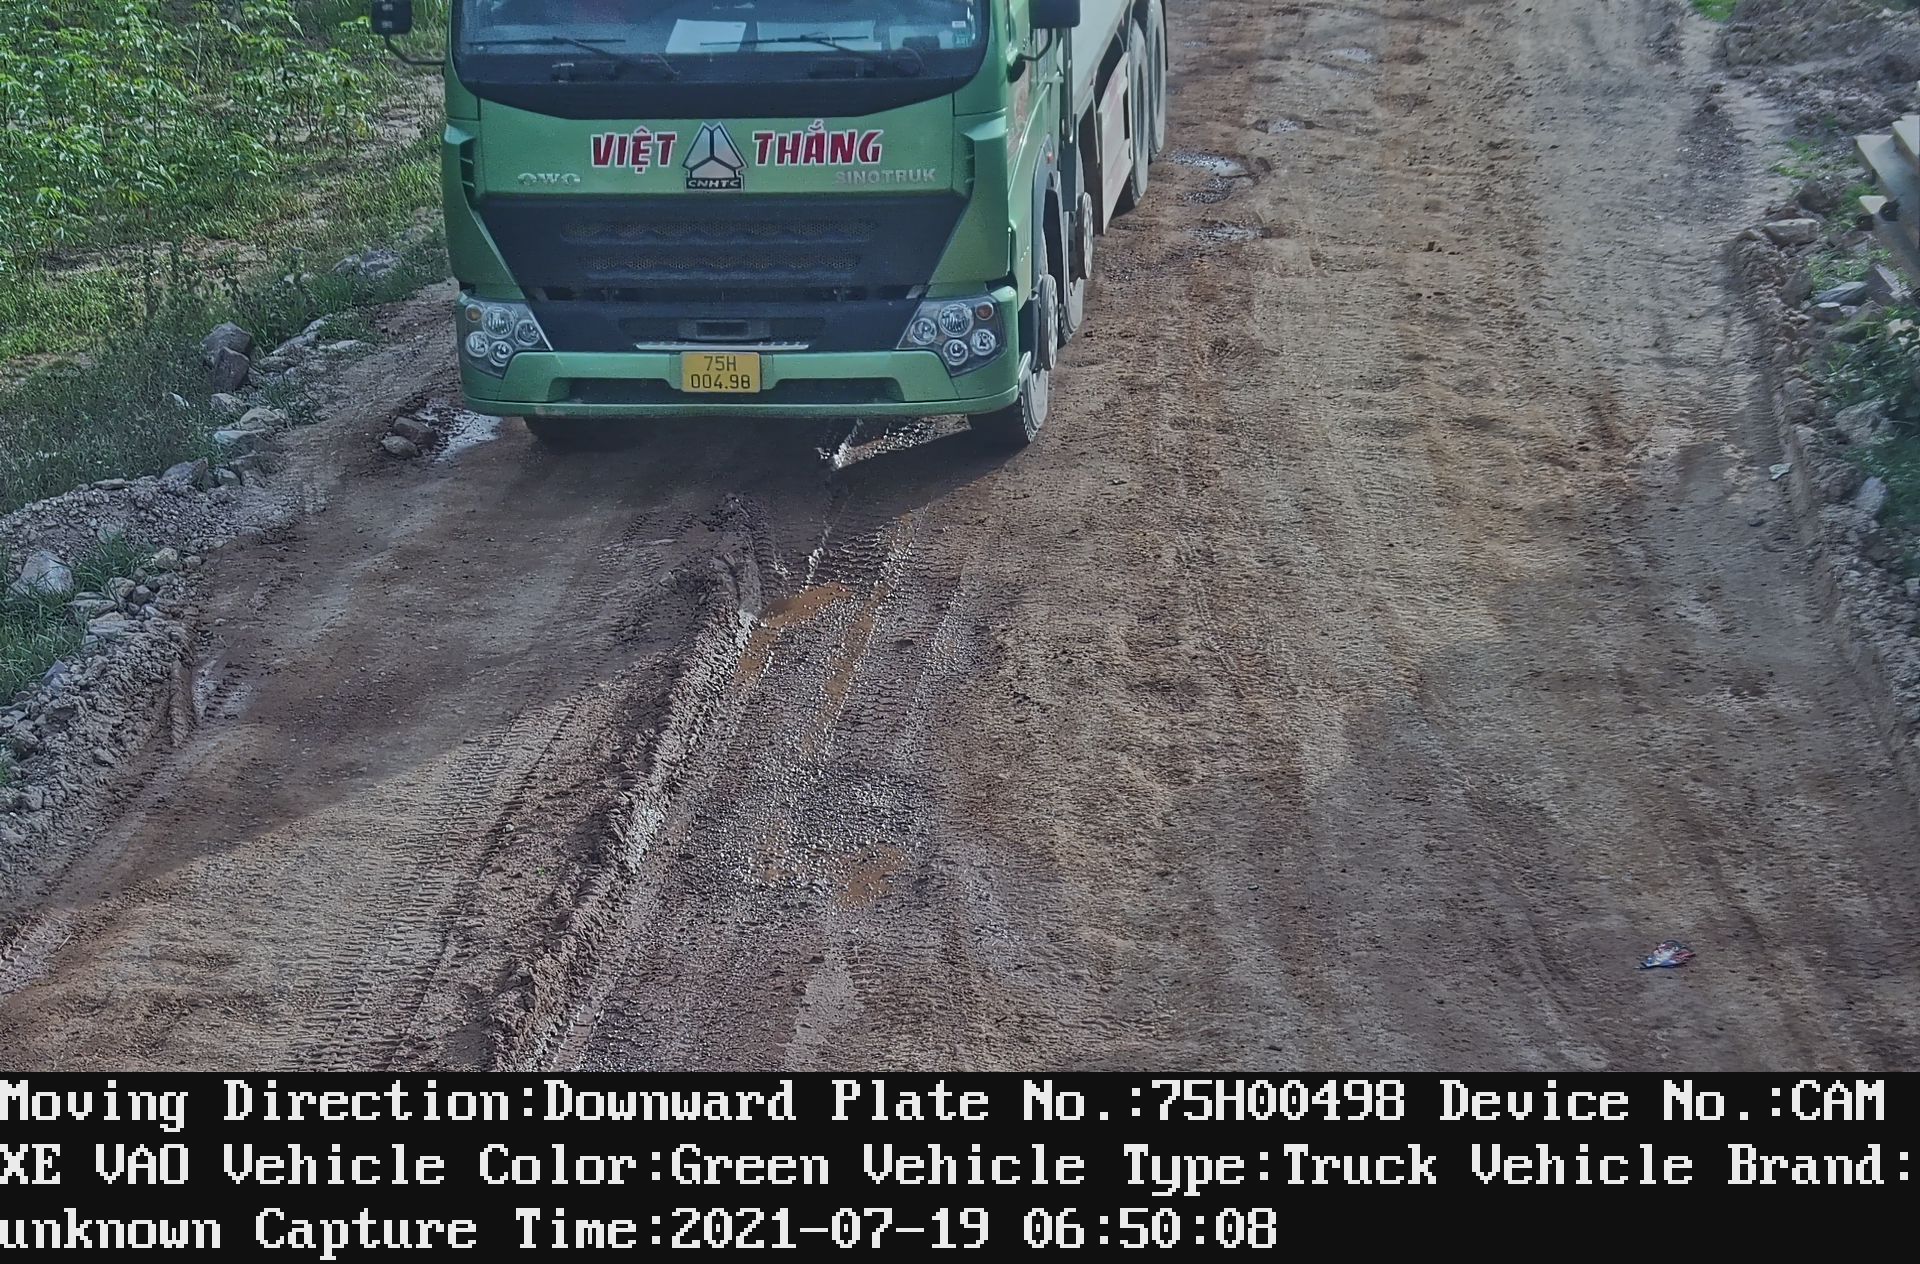 VIỆT THẮNG
CNHTC
SINOTRUK
75H
004.98
Moving Direction:Downward Plate No.:75H00498 Device No.:CAM
XE VAO Vehicle Color:Green Vehicle Type:Truck Vehicle Brand:
unknown Capture Time:2021-07-19 06:50:08